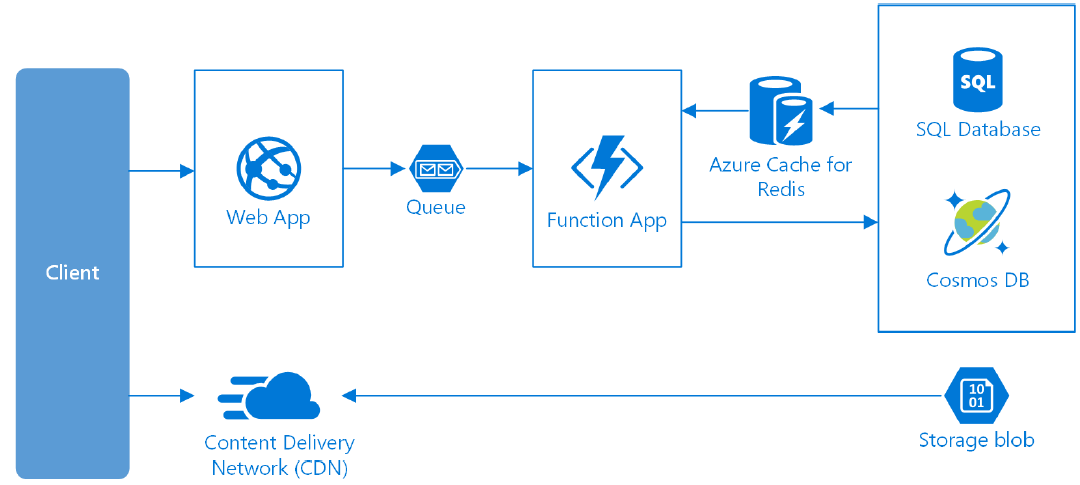 Client
Web App
Queue
Function App
Azure Cache for
Redis
SQL
SQL Database
Cosmos DB
Content Delivery
Network (CDN)
10
01
Storage blob